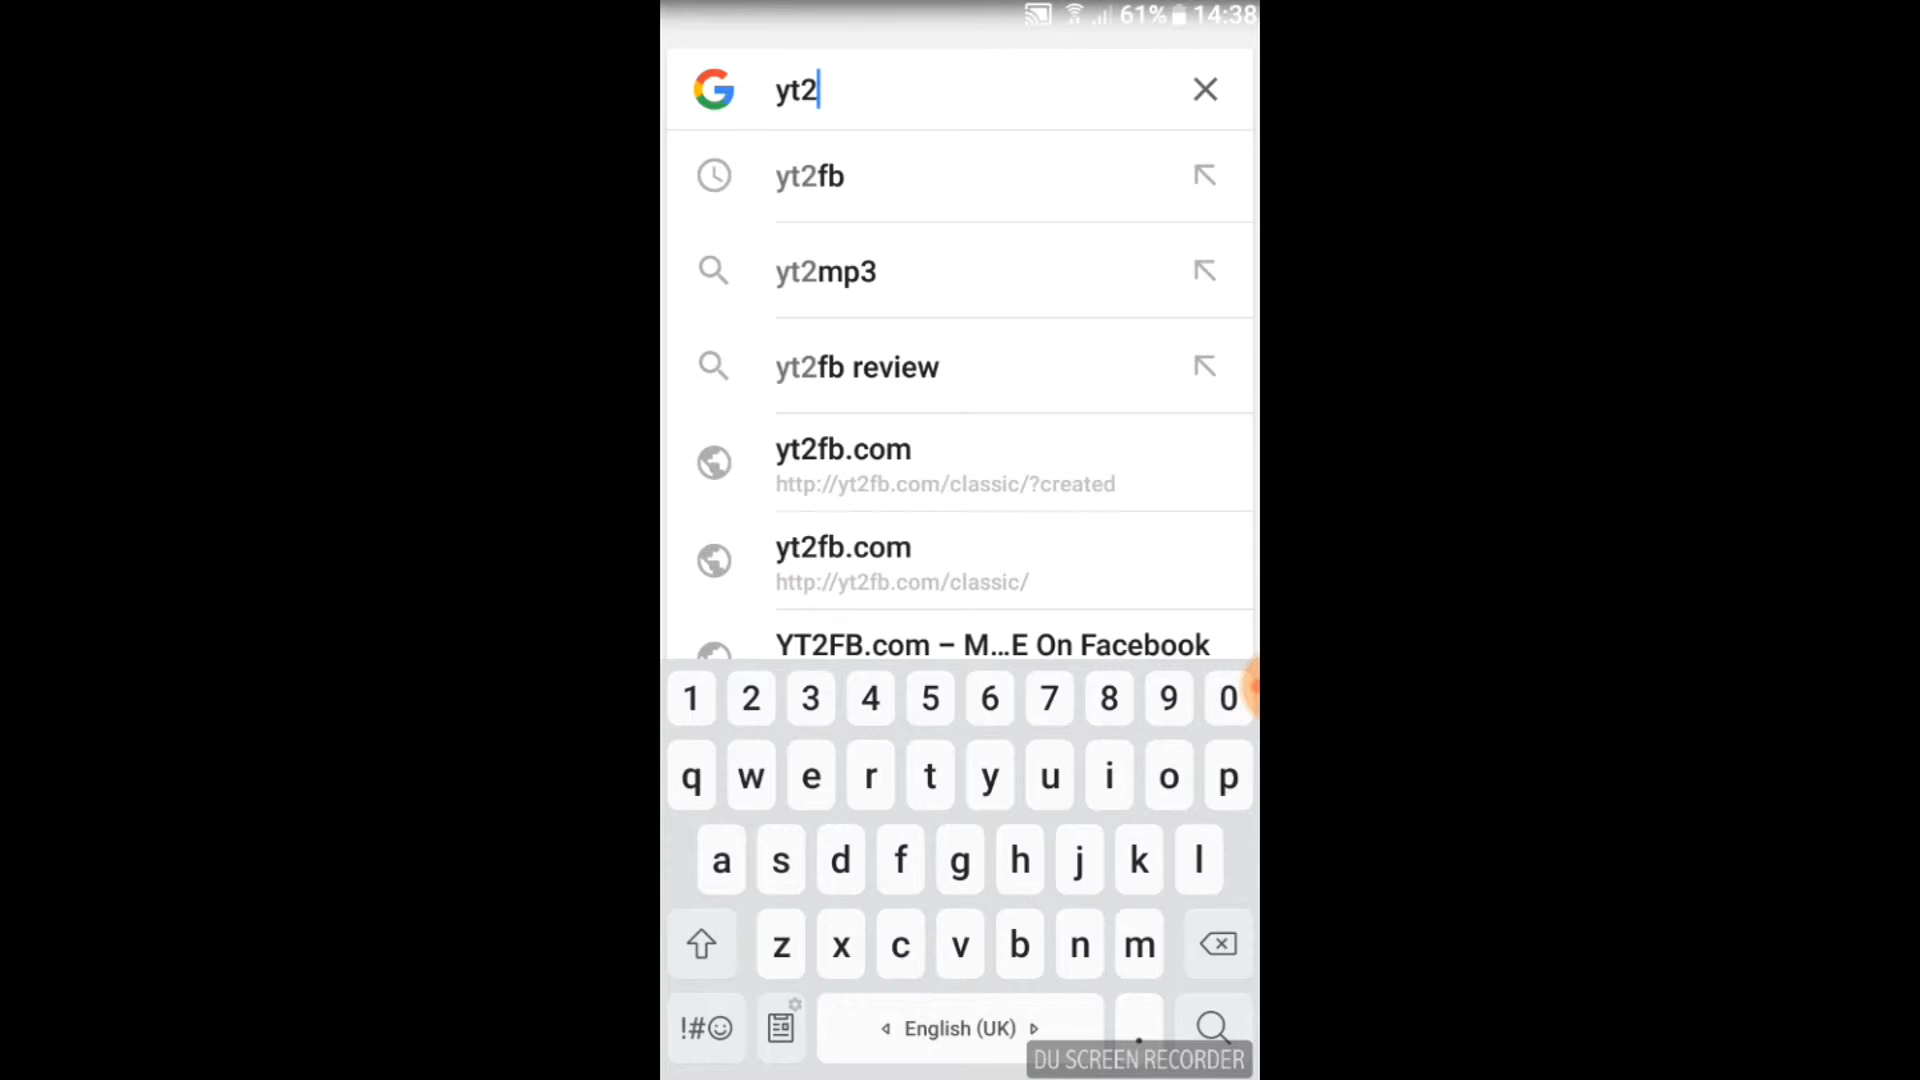 61% 14:38
yt2
yt2fb
yt2mp3
yt2fb review
yt2fb.com
http://yt2fb.com/classic/?created
yt2fb.com
http://yt2fb.com/classic/
YT2FB.com – M...E On Facebook
1 2 3 4 5 6 7 8 9 0
q w e r t y u i o p
a s d f g h j k l
z x c v b n m
!#☺ English (UK) .
DU SCREEN RECORDER